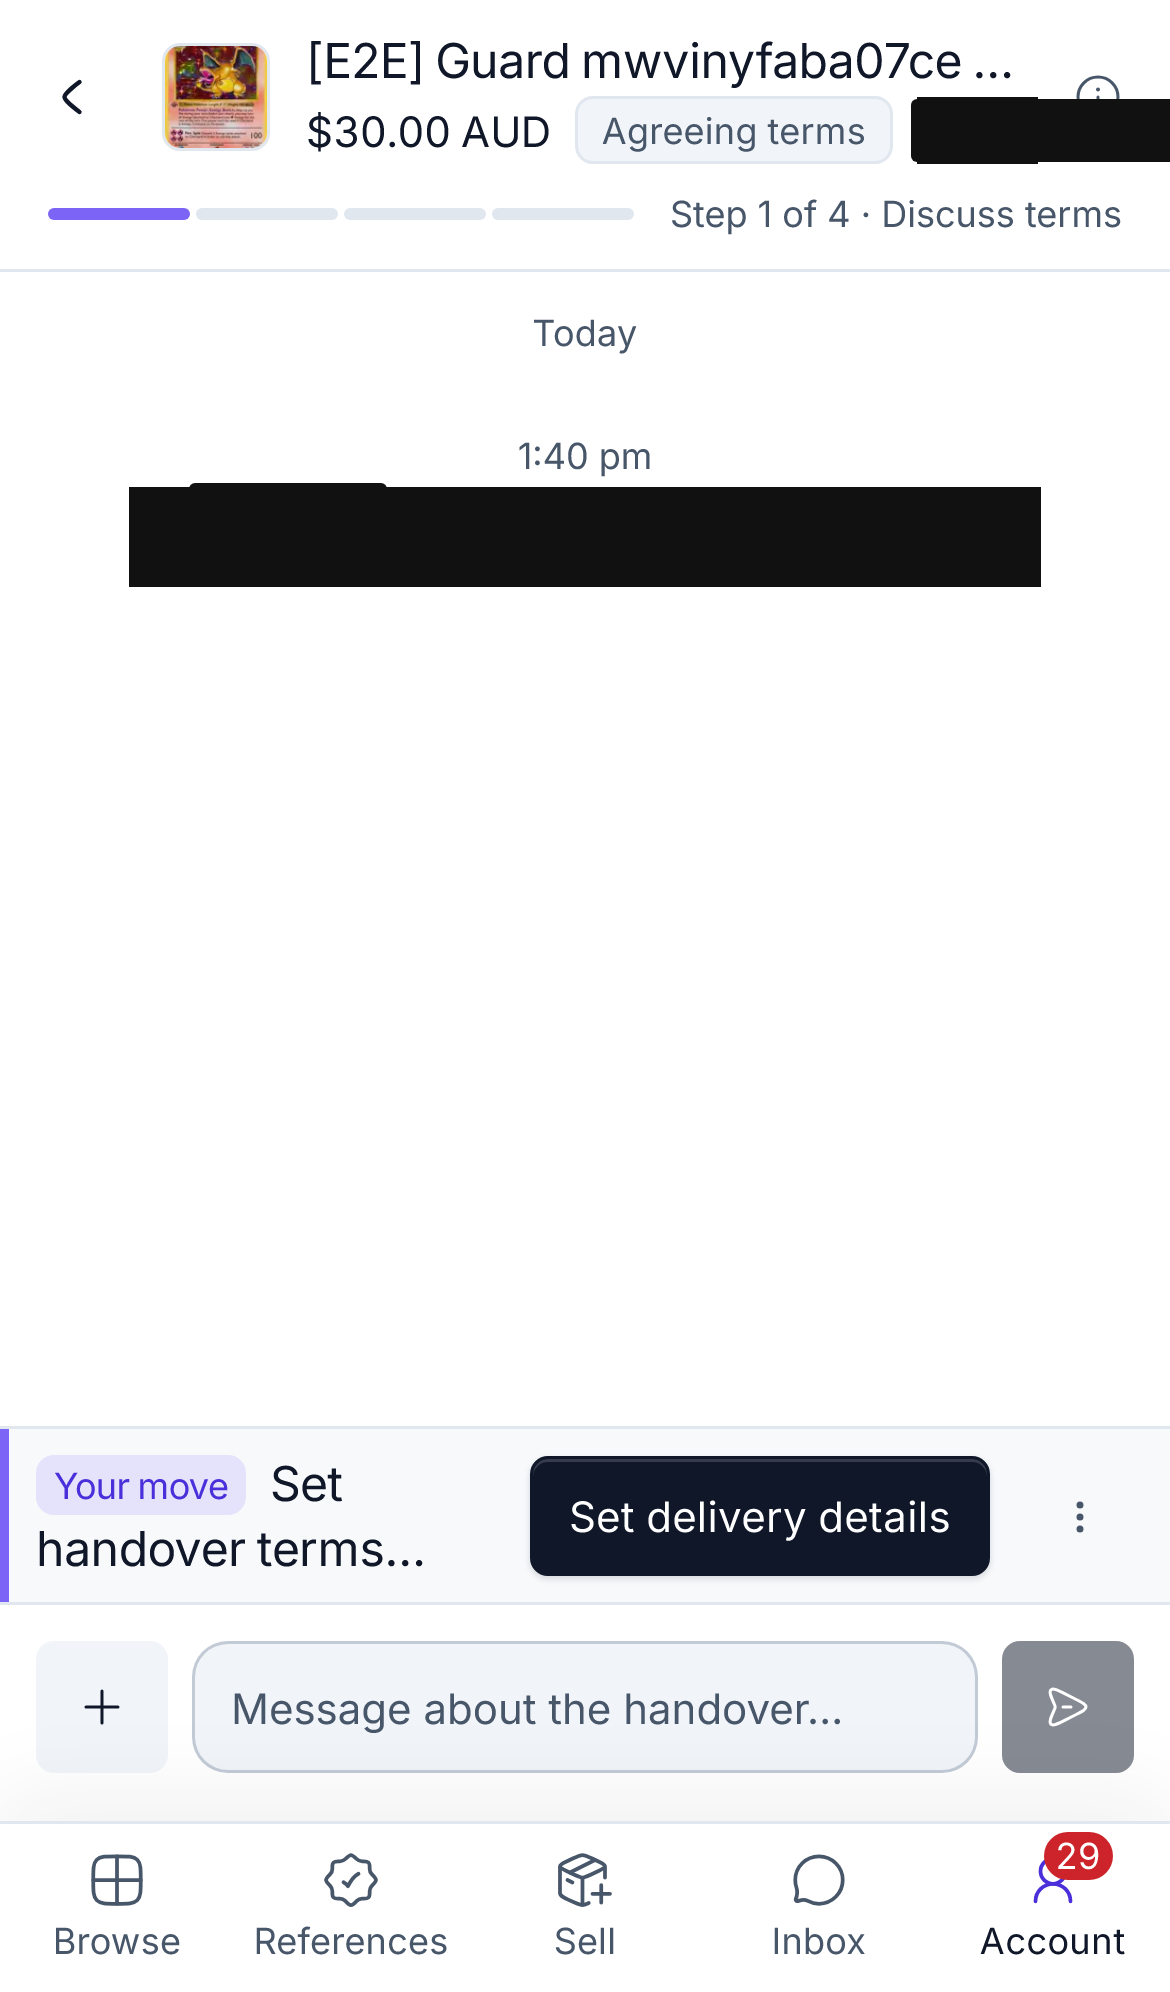 [E2E] Guard mwvinyfaba07ce ...
$30.00 AUD Agreeing terms
Step 1 of 4 · Discuss terms
Today
1:40 pm
Your move Set
handover terms...
Set delivery details
Message about the handover...
29
Browse References Sell Inbox Account